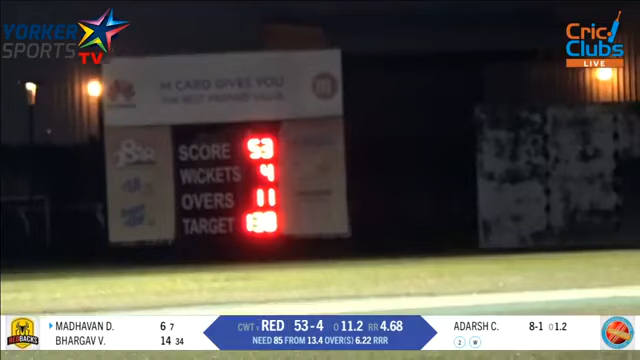 YORKER
SPORTS
TV
Cric
Clubs
LIVE
M CARD GIVES YOU
SCORE 53
WICKETS 4
OVERS 11
TARGET 138
REDBACKS
MADHAVAN D. 6 7
BHARGAV V. 14 34
CWT v RED 53-4 O 11.2 RR 4.68
NEED 85 FROM 13.4 OVER(S) 6.22 RRR
ADARSH C. 8-1 O 1.2
2 W